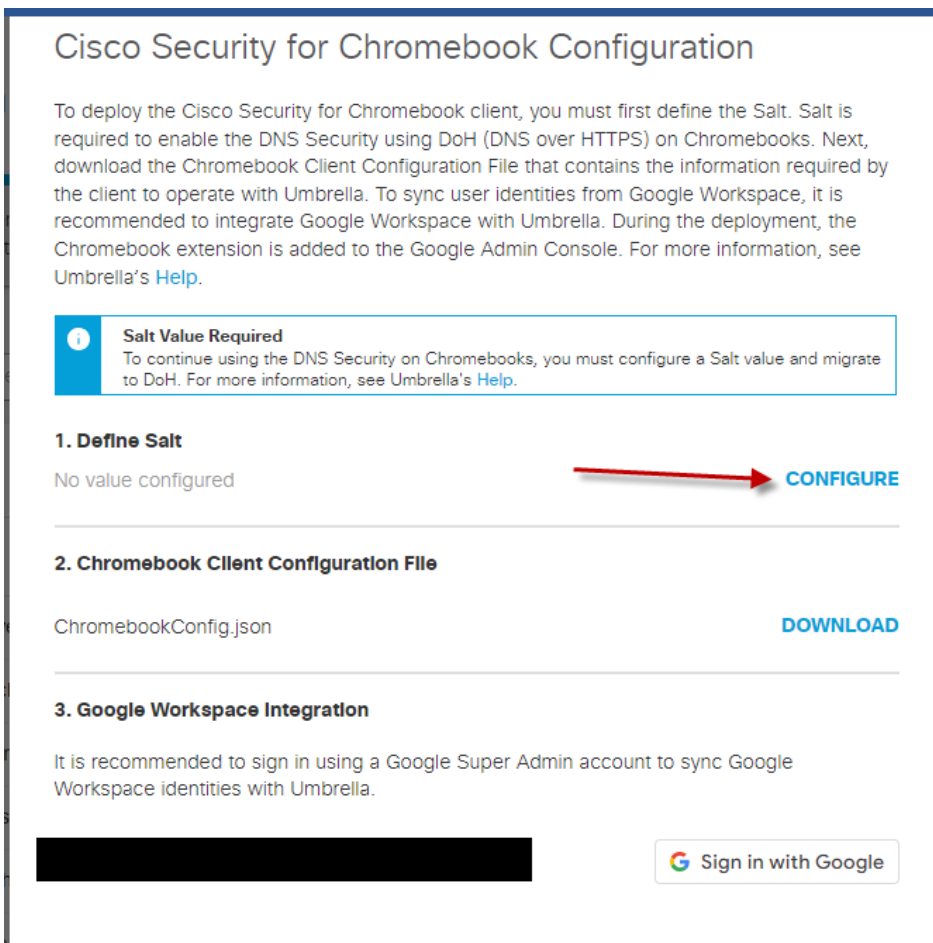 Cisco Security for Chromebook Configuration
To deploy the Cisco Security for Chromebook client, you must first define the Salt. Salt is
required to enable the DNS Security using DoH (DNS over HTTPS) on Chromebooks. Next,
download the Chromebook Client Configuration File that contains the information required by
the client to operate with Umbrella. To sync user identities from Google Workspace, it is
recommended to integrate Google Workspace with Umbrella. During the deployment, the
Chromebook extension is added to the Google Admin Console. For more information, see
Umbrella's Help.
Salt Value Required
To continue using the DNS Security on Chromebooks, you must configure a Salt value and migrate
to DoH. For more information, see Umbrella's Help.
1. Define Salt
No value configured CONFIGURE
2. Chromebook Client Configuration File
ChromebookConfig.json DOWNLOAD
3. Google Workspace Integration
It is recommended to sign in using a Google Super Admin account to sync Google
Workspace identities with Umbrella.
Sign in with Google